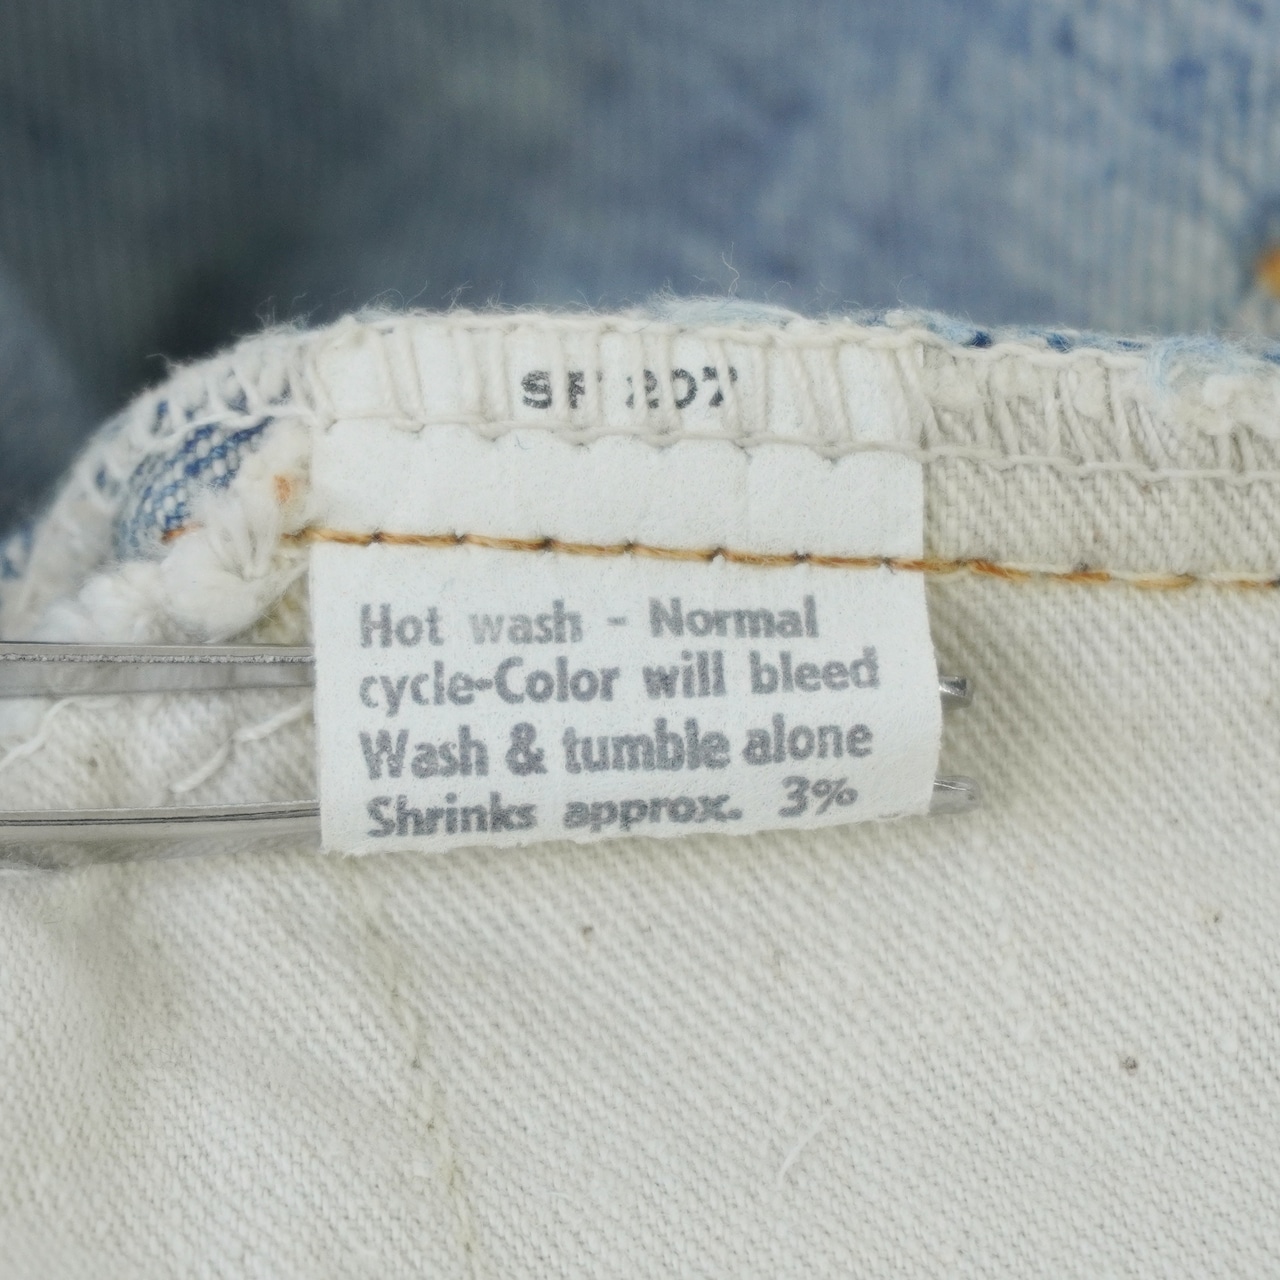 SF 207
Hot wash - Normal
cycle-Color will bleed
Wash & tumble alone
Shrinks approx. 3%